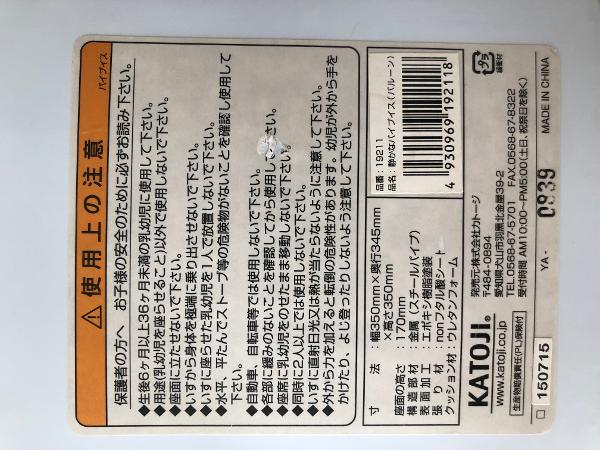 ⚠使用上の注意
パイプイス
保護者の方へ　お子様の安全のために必ずお読み下さい。
●生後6ヶ月以上36ヶ月未満の乳幼児に使用して下さい。
●用途(乳幼児を座らせること)以外で使用しないで下さい。
●座面に立たせないで下さい。
●いすから身体を極端に乗り出させないで下さい。
●いすに座らせた乳幼児を1人で放置しないで下さい。
●水平、平たんでストーブ等の危険物がないことを確認し使用して
下さい。
●自動車、自転車等では使用しないで下さい。
●各部に緩みのないことを確認してから使用して下さい。
●座席に乳幼児をのせたまま移動しないで下さい。
●同時に2人以上では使用しないで下さい。
●いすに直射日光又は熱が当たらないように注意して下さい。
●外から力を加えると転倒の危険性があります。幼児が外から手を
かけたり、よじ登ったりしないよう注意して下さい。
寸法：幅350mm×奥行345mm
×高さ350mm
座面の高さ：170mm
構造部材：金属（スチールパイプ）
表面加工：エポキシ樹脂塗装
張り材：nonフタル酸シート
クッション材：ウレタンフォーム
品番：19211
品名：静かなパイプイス（バルーン）
4 930969 192118
プラ
KATOJI®
www.katoji.co.jp
生産物賠償責任(PL)保険付
発売元：株式会社カトージ
〒484-0894
愛知県犬山市羽黒北金屋39-2
TEL.0568-67-5701　FAX.0568-67-8322
受付時間 AM10:00〜PM5:00(土日、祝祭日を除く)
YA- 0839　MADE IN CHINA
□ 150715